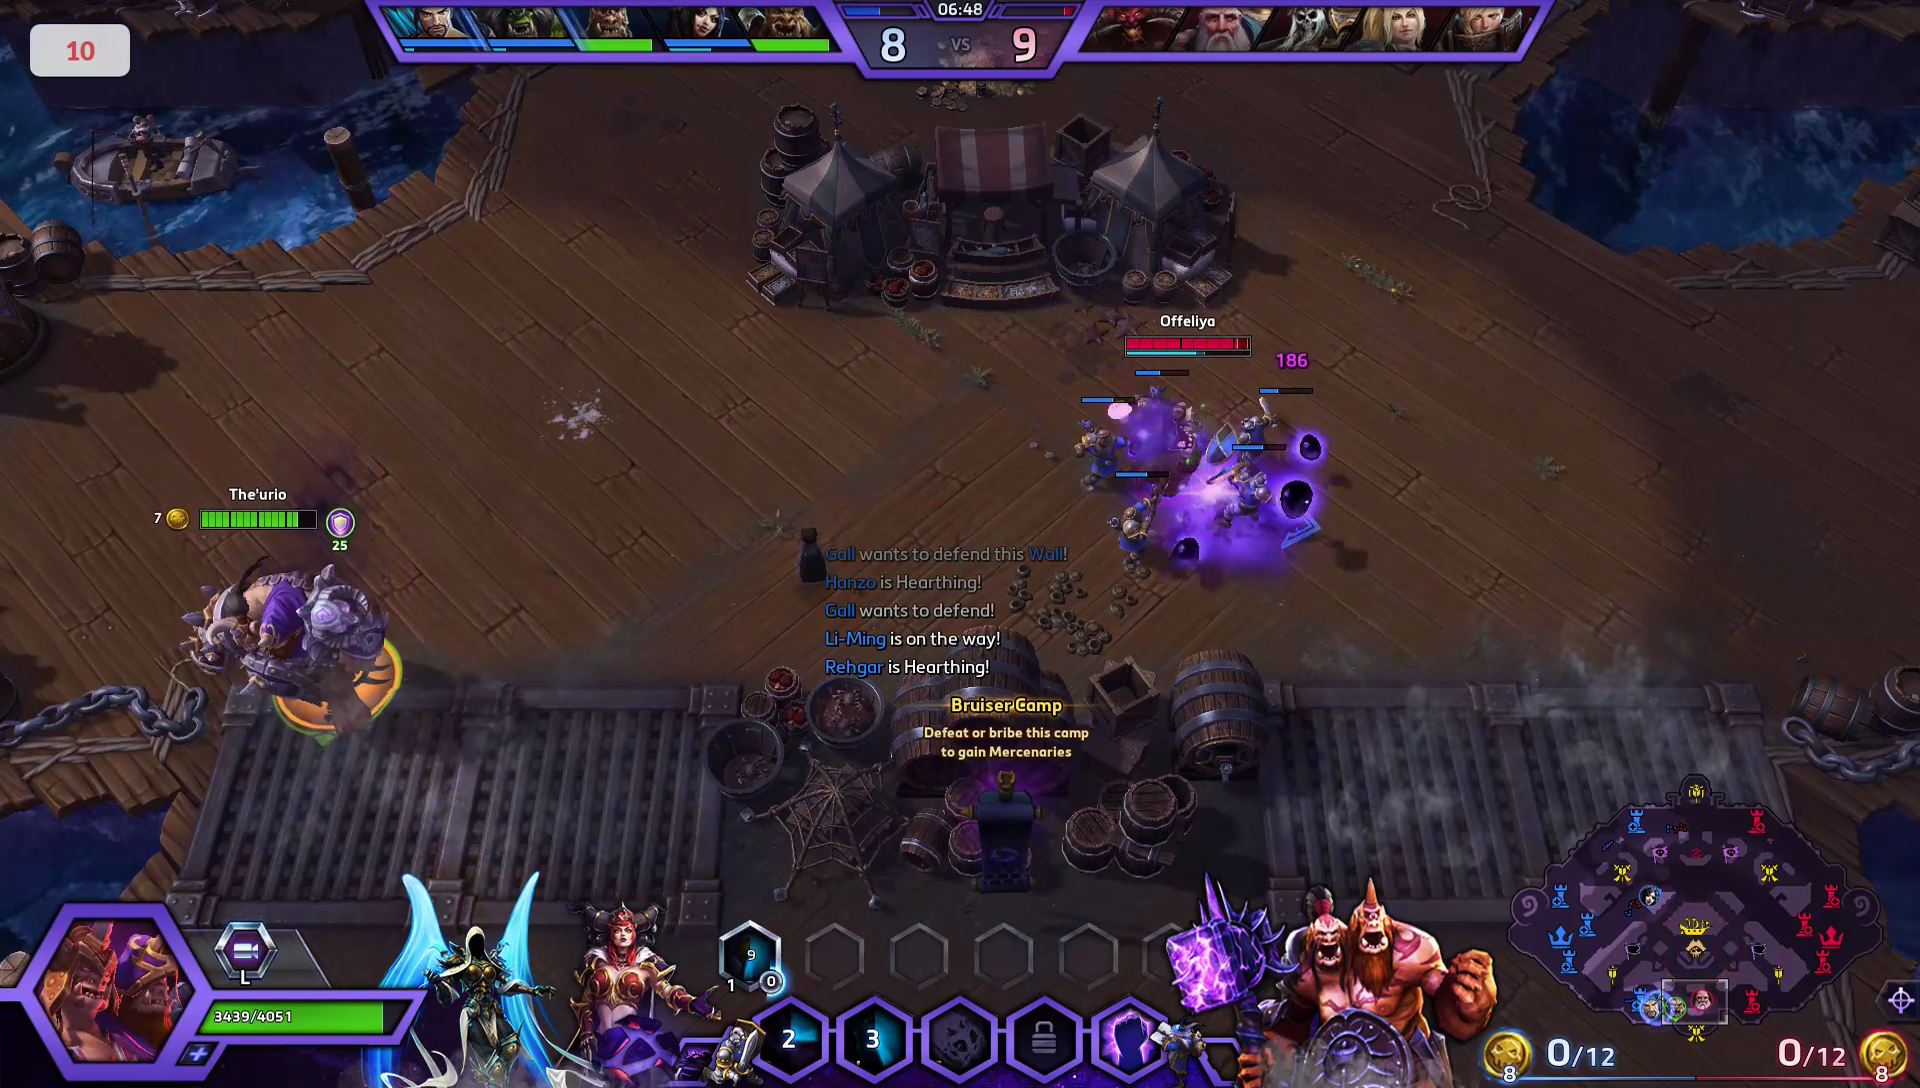 10
06:48
8 VS 9
Offeliya
186
The'urio
7
25
Gall wants to defend this Wall!
Hanzo is Hearthing!
Gall wants to defend!
Li-Ming is on the way!
Rehgar is Hearthing!
Bruiser Camp
Defeat or bribe this camp
to gain Mercenaries
L
3439/4051
9
1 0
2 3
0/12 0/12
8 8